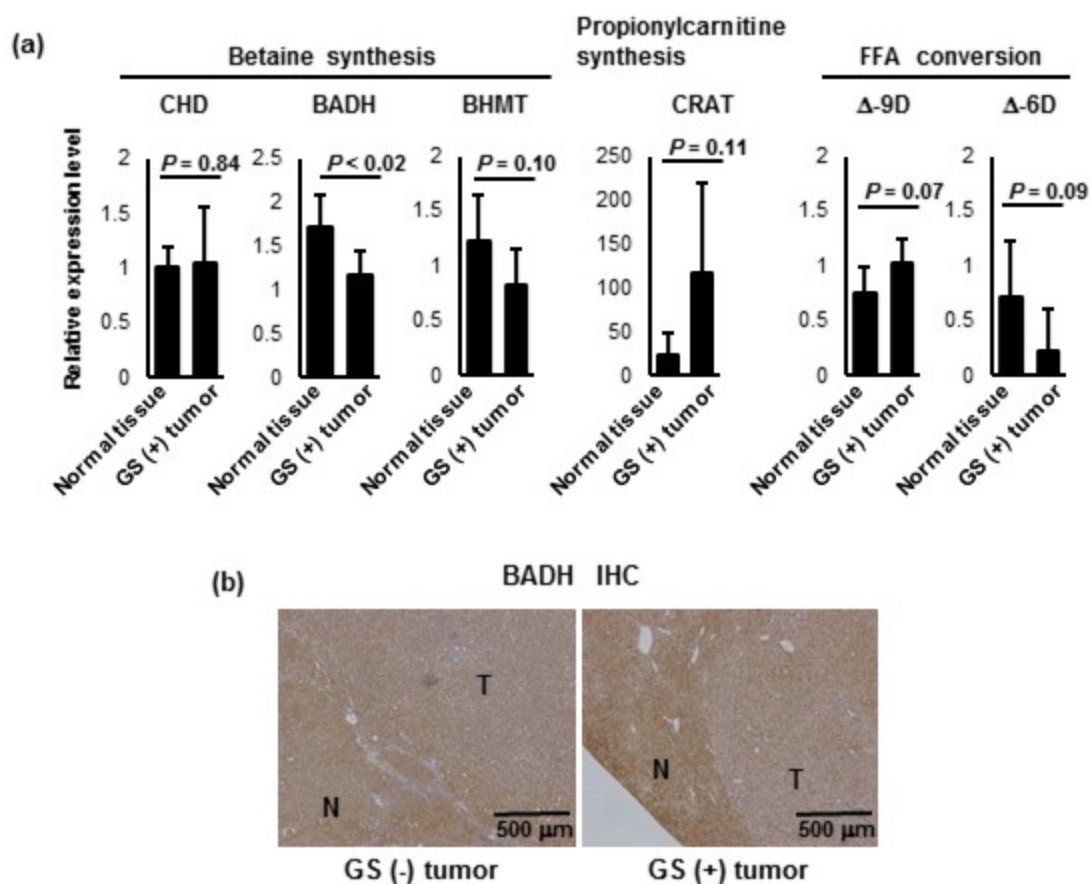 (a)
Betaine synthesis
Propionylcarnitine
synthesis
FFA conversion
CHD
BADH
BHMT
CRAT
Δ-9D
Δ-6D
Relative expression level
2
1.5
1
0.5
0
P = 0.84
Normal tissue
GS (+) tumor
2.5
2
1.5
1
0.5
0
P < 0.02
Normal tissue
GS (+) tumor
2
1.5
1
0.5
0
P = 0.10
Normal tissue
GS (+) tumor
250
200
150
100
50
0
P = 0.11
Normal tissue
GS (+) tumor
2
1.5
1
0.5
0
P = 0.07
Normal tissue
GS (+) tumor
2
1.5
1
0.5
0
P = 0.09
Normal tissue
GS (+) tumor
(b)
BADH IHC
T
N
500 μm
GS (-) tumor
N
T
500 μm
GS (+) tumor